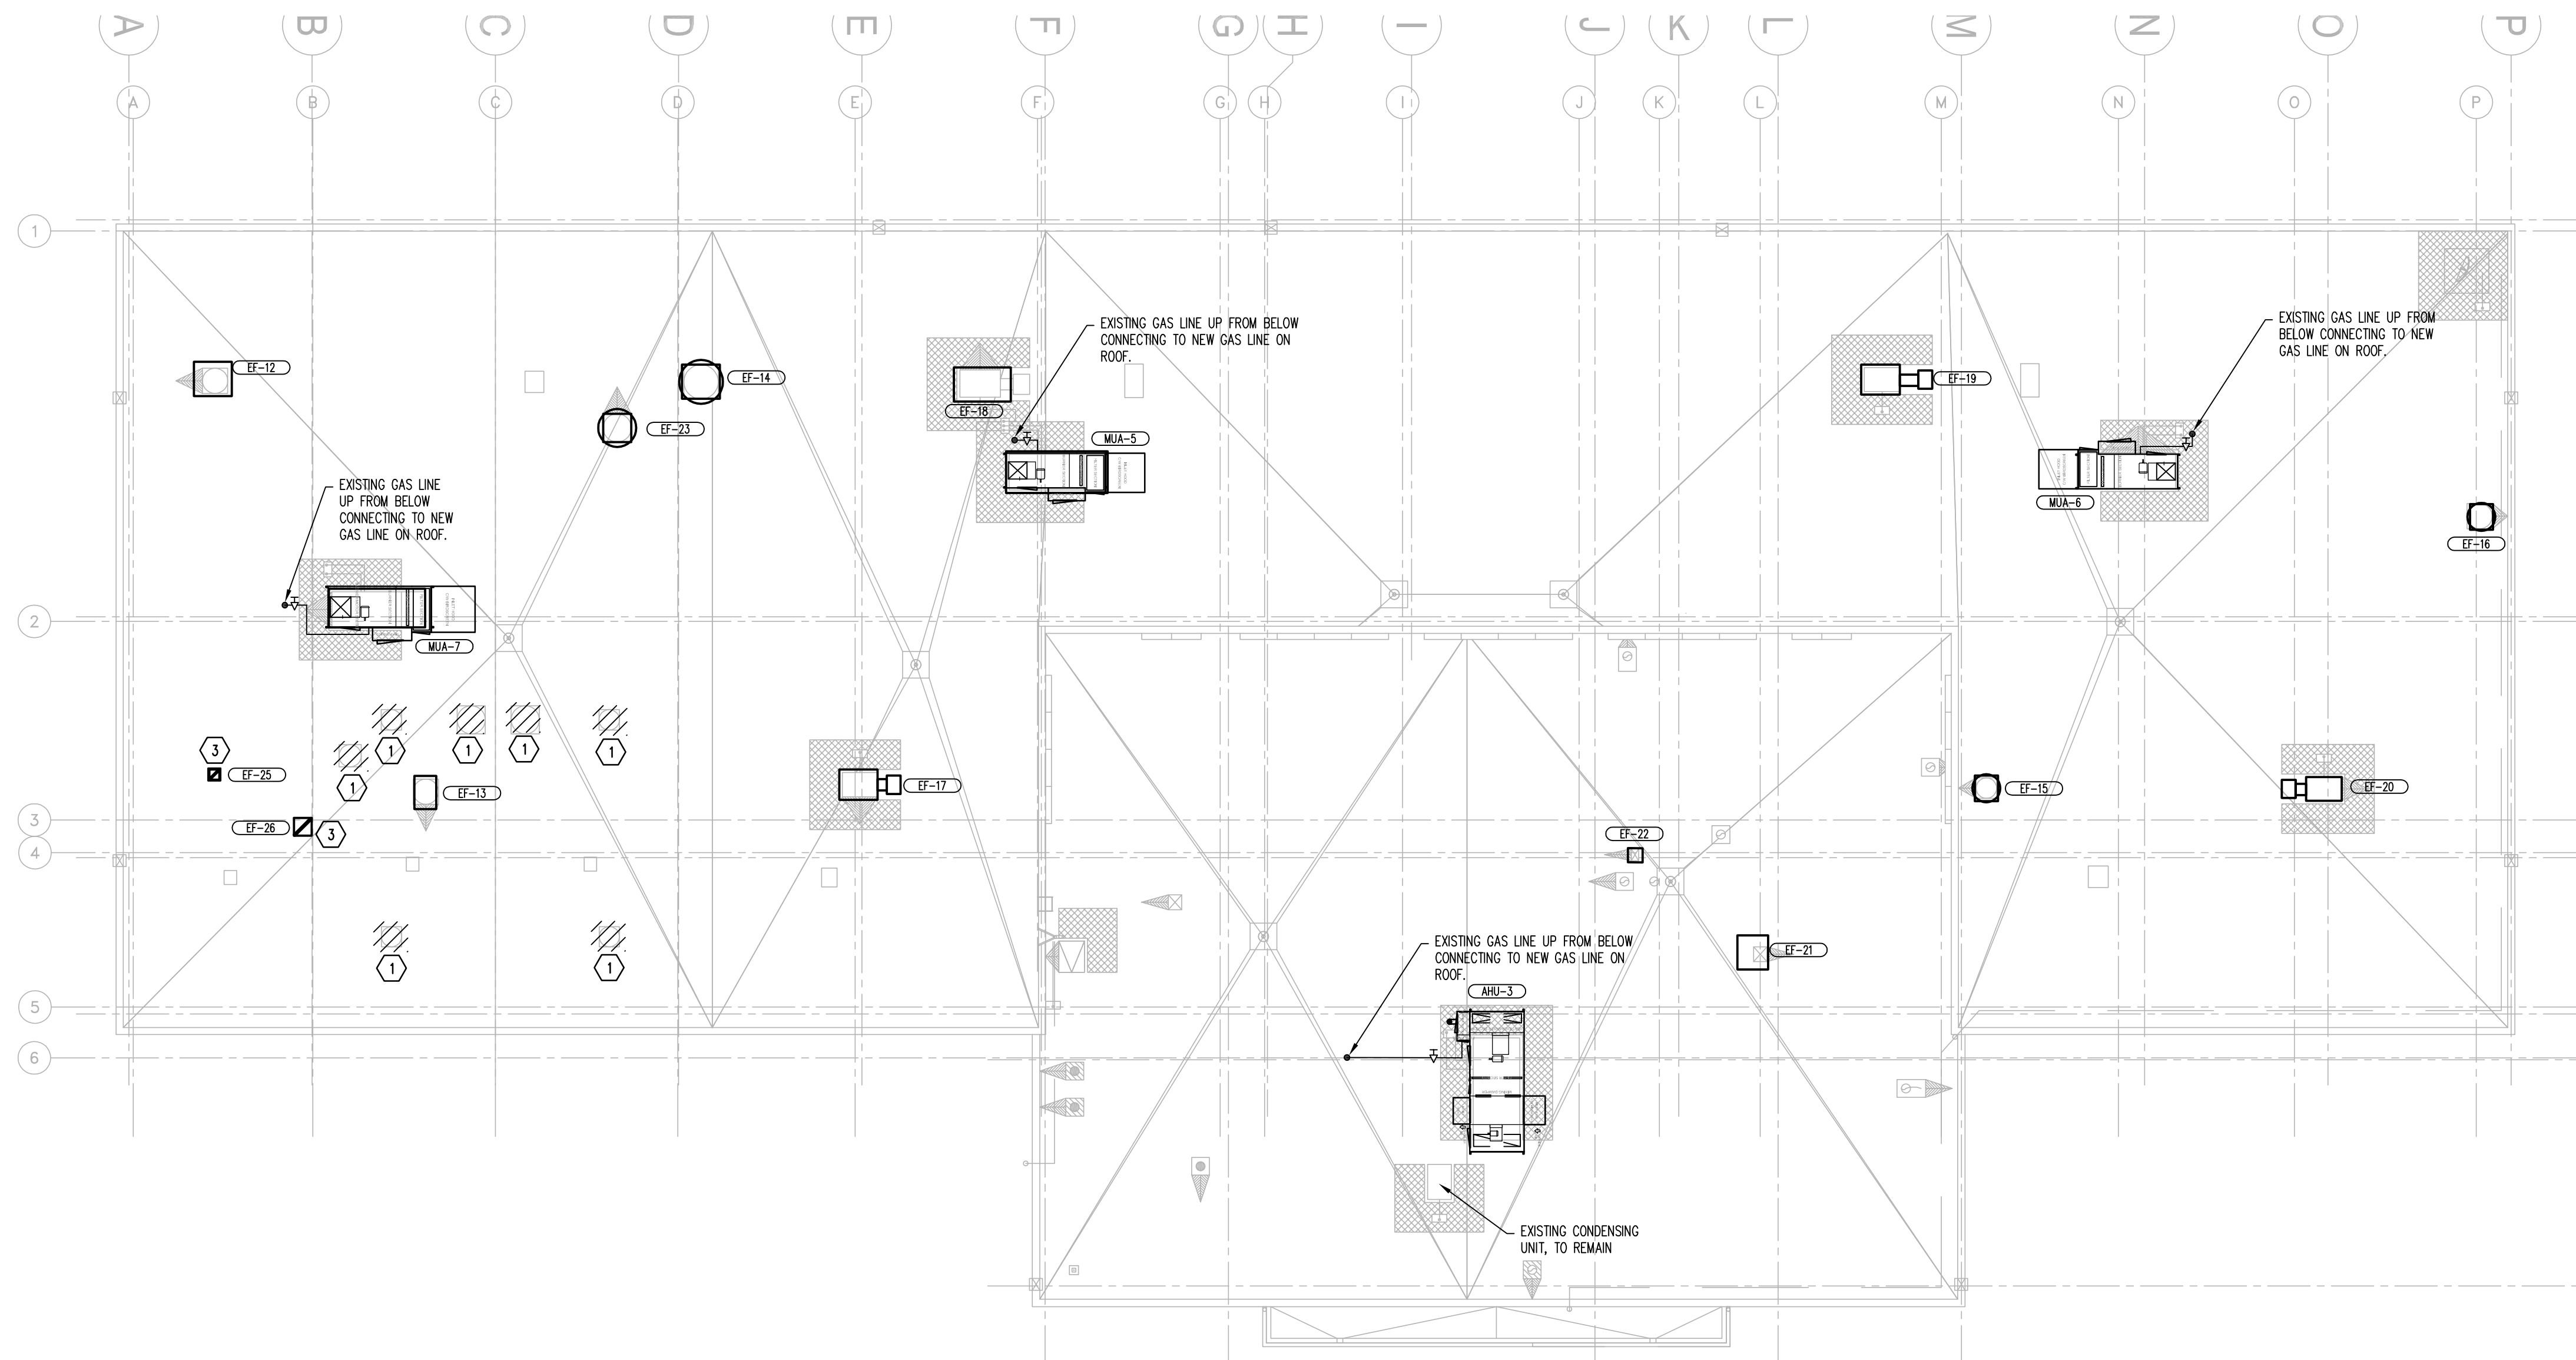 A B C D E F G H I J K L M N O P
A B C D E F G H I J K L M N O P
1
EXISTING GAS LINE UP FROM BELOW
CONNECTING TO NEW GAS LINE ON
ROOF.
EXISTING GAS LINE UP FROM
BELOW CONNECTING TO NEW
GAS LINE ON ROOF.
EF-12
EF-14
EF-19
EF-18
EF-23
MUA-5
EXISTING GAS LINE
UP FROM BELOW
CONNECTING TO NEW
GAS LINE ON ROOF.
MUA-6
EF-16
2
MUA-7
3
1
1
1
1
EF-25
1
EF-13
EF-17
EF-15
EF-20
3
EF-26
3
EF-22
4
1
1
EXISTING GAS LINE UP FROM BELOW
CONNECTING TO NEW GAS LINE ON
ROOF.
EF-21
AHU-3
5
6
EXISTING CONDENSING
UNIT, TO REMAIN